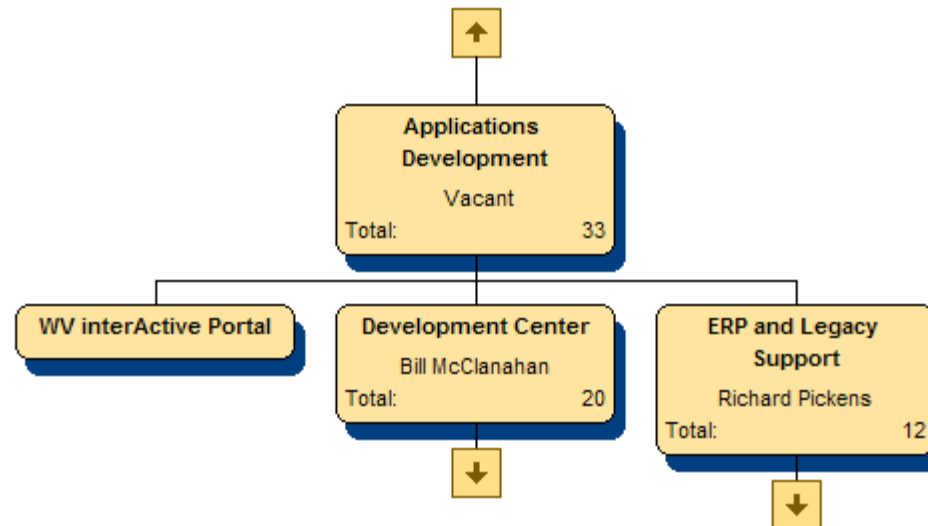 Applications
Development
Vacant
Total: 33
WV interActive Portal
Development Center
Bill McClanahan
Total: 20
ERP and Legacy
Support
Richard Pickens
Total: 12